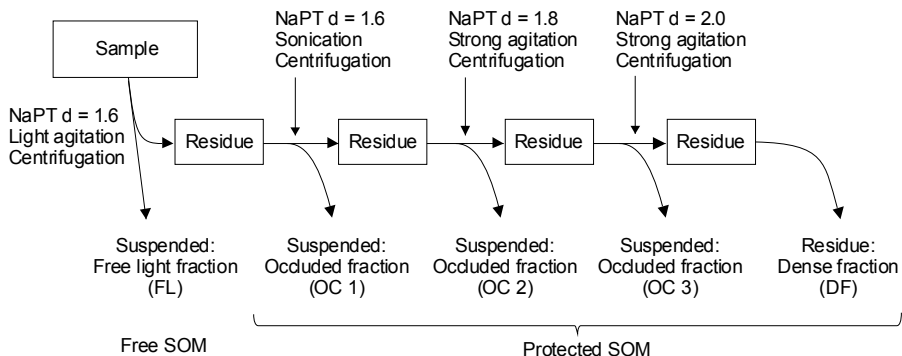 Sample
NaPT d = 1.6
Light agitation
Centrifugation
NaPT d = 1.6
Sonication
Centrifugation
NaPT d = 1.8
Strong agitation
Centrifugation
NaPT d = 2.0
Strong agitation
Centrifugation
Residue
Residue
Residue
Residue
Suspended:
Free light fraction
(FL)
Suspended:
Occluded fraction
(OC 1)
Suspended:
Occluded fraction
(OC 2)
Suspended:
Occluded fraction
(OC 3)
Residue:
Dense fraction
(DF)
Free SOM
Protected SOM